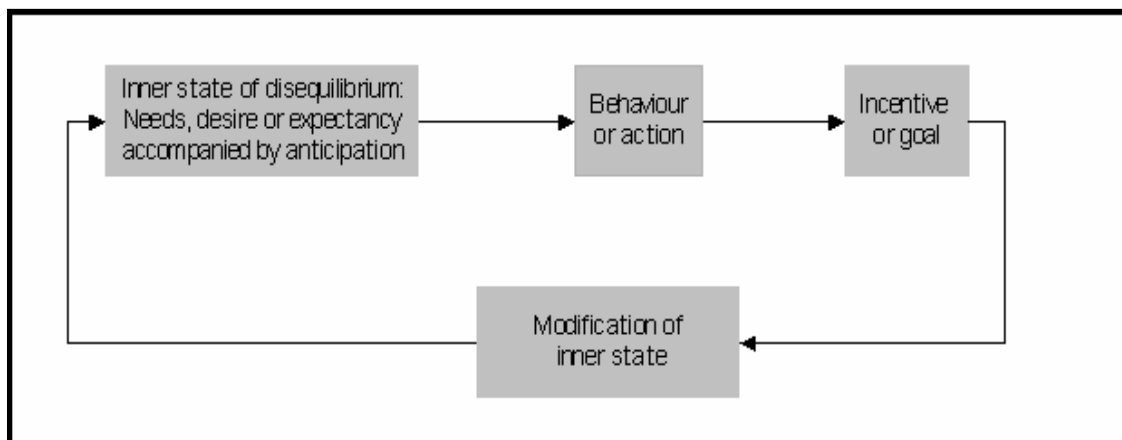 Inner state of disequilibrium:
Needs, desire or expectancy
accompanied by anticipation
Behaviour
or action
Incentive
or goal
Modification of
inner state